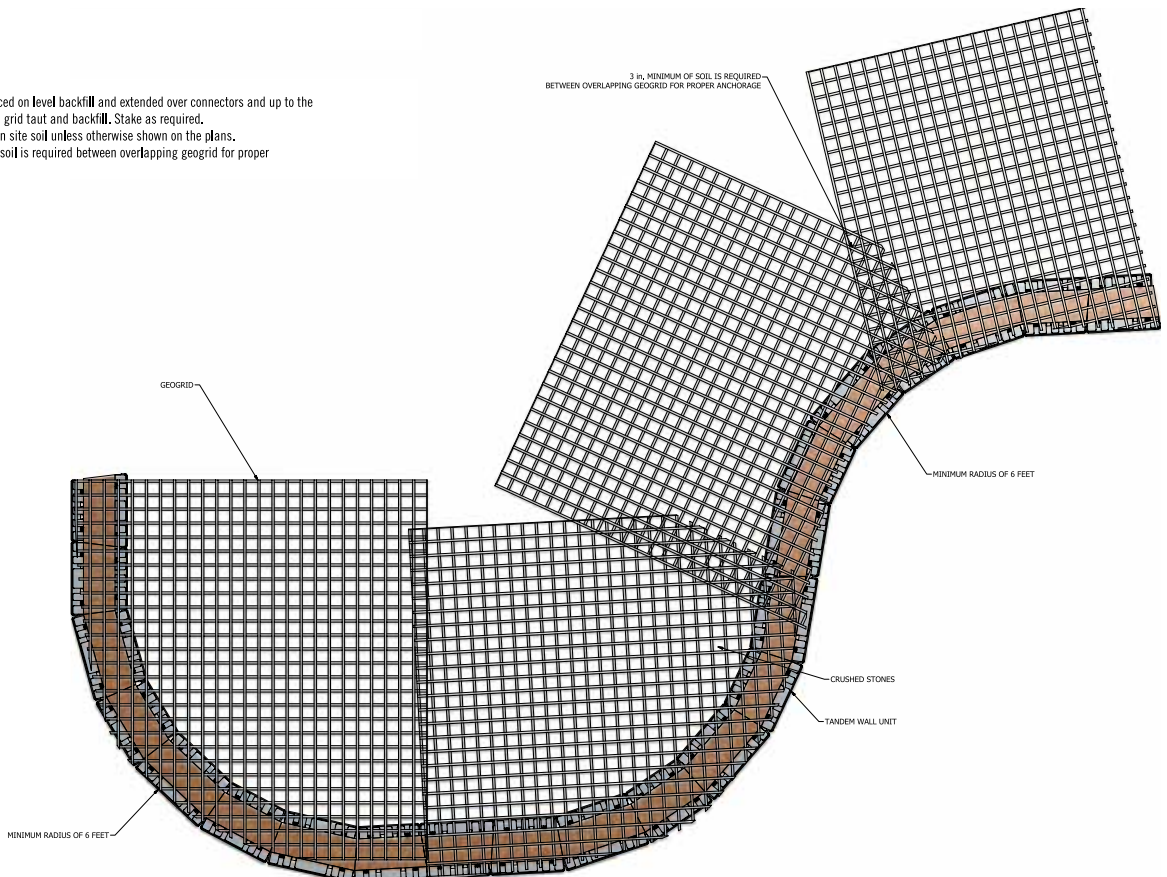 ced on level backfill and extended over connectors and up to the
grid taut and backfill. Stake as required.
n site soil unless otherwise shown on the plans.
soil is required between overlapping geogrid for proper
3 in, MINIMUM OF SOIL IS REQUIRED
BETWEEN OVERLAPPING GEOGRID FOR PROPER ANCHORAGE
GEOGRID
MINIMUM RADIUS OF 6 FEET
CRUSHED STONES
TANDEM WALL UNIT
MINIMUM RADIUS OF 6 FEET